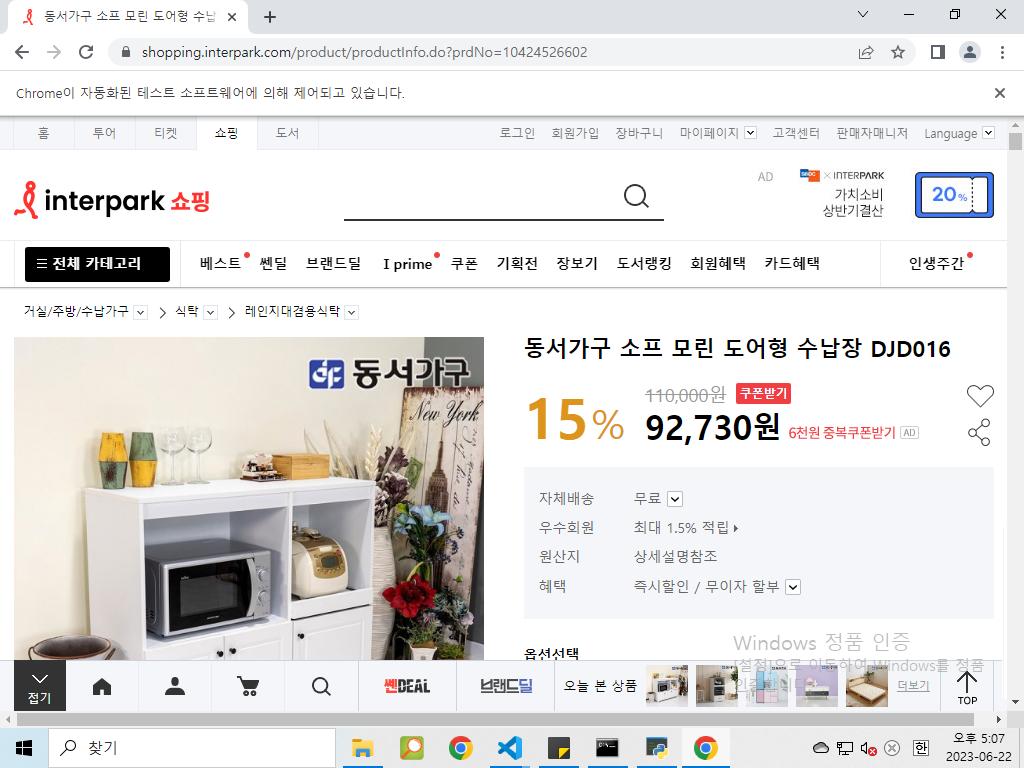 동서가구 소프 모린 도어형 수납
shopping.interpark.com/product/productInfo.do?prdNo=10424526602
Chrome이 자동화된 테스트 소프트웨어에 의해 제어되고 있습니다.
홈 투어 티켓 쇼핑 도서 로그인 회원가입 장바구니 마이페이지 고객센터 판매자매니저 Language
interpark 쇼핑
AD
× INTERPARK
가치소비
상반기결산
20%
전체 카테고리 베스트 쎈딜 브랜드딜 I prime 쿠폰 기획전 장보기 도서랭킹 회원혜택 카드혜택 인생주간
거실/주방/수납가구 > 식탁 > 레인지대겸용식탁
동서가구
New York
동서가구 소프 모린 도어형 수납장 DJD016
15%
110,000원 쿠폰받기
92,730원 6천원 중복쿠폰받기 AD
자체배송 무료
우수회원 최대 1.5% 적립
원산지 상세설명참조
혜택 즉시할인 / 무이자 할부
옵션선택
Windows 정품 인증
[설정]으로 이동하여 Windows를 정품
인증합니다.
접기
쎈DEAL
브랜드딜
오늘 본 상품
더보기
TOP
찾기
한
오후 5:07
2023-06-22